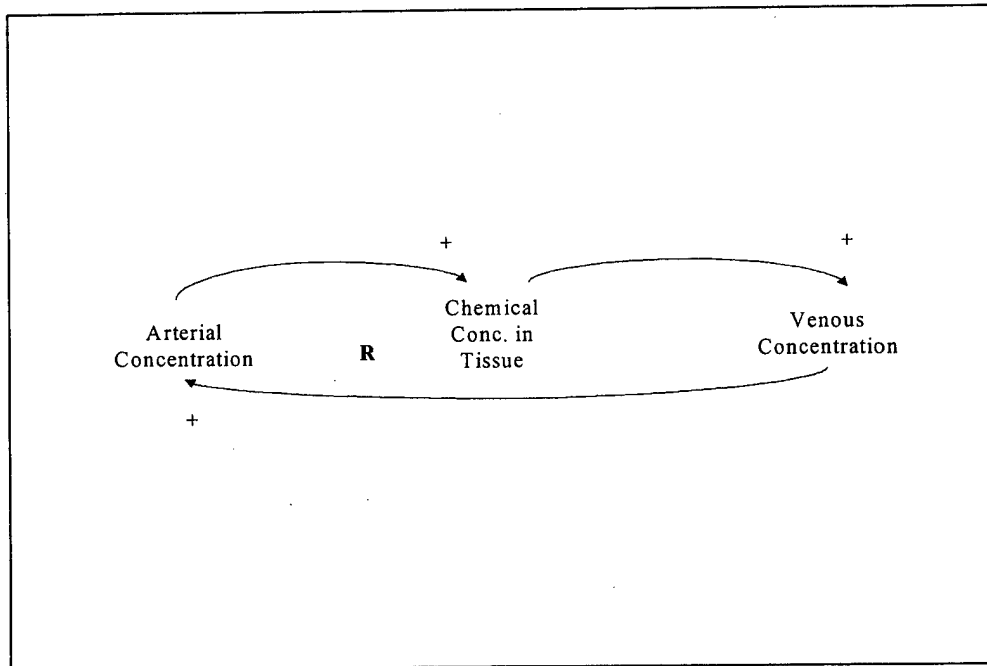 +
+
Arterial
Concentration
R
Chemical
Conc. in
Tissue
Venous
Concentration
+